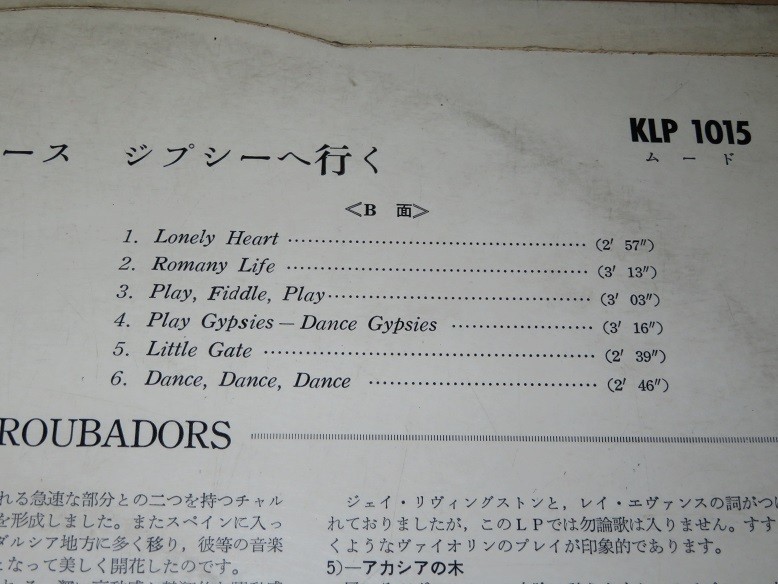 KLP 1015
ムード
ース ジプシーへ行く
<B 面>
1. Lonely Heart (2′ 57″)
2. Romany Life (3′ 13″)
3. Play, Fiddle, Play (3′ 03″)
4. Play Gypsies — Dance Gypsies (3′ 16″)
5. Little Gate (2′ 39″)
6. Dance, Dance, Dance (2′ 46″)
ROUBADORS
れる急速な部分との二つを持つチャル
を形成しました。またスペインに入っ
ダルシア地方に多く移り，彼等の音楽
となって美しく開花したのです。
ジェイ・リヴィングストンと，レイ・エヴァンスの詞がつけ
れておりましたが，このＬＰでは勿論歌は入りません。すす
くようなヴァイオリンのプレイが印象的であります。
5)—アカシアの木